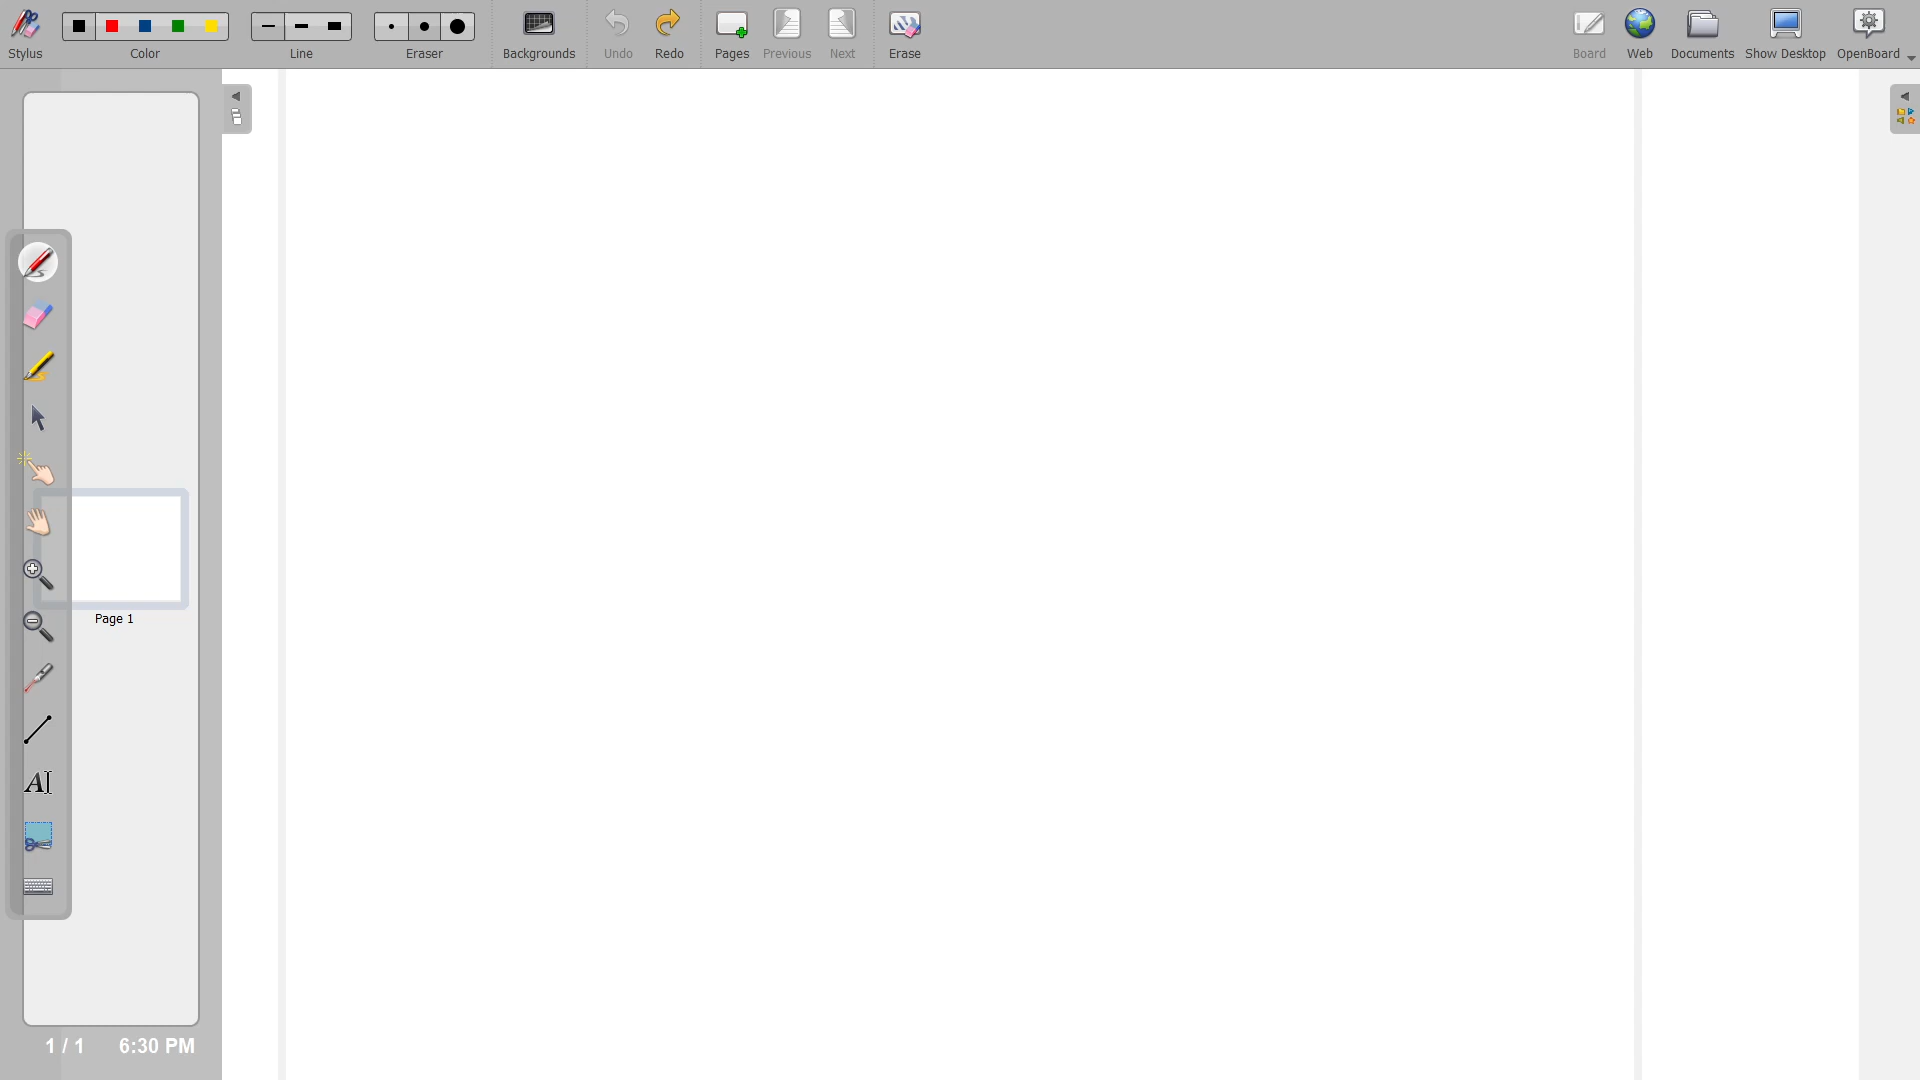 Stylus Color Line Eraser Backgrounds Undo Redo Pages Previous Next Erase Board Web Documents Show Desktop OpenBoard
AI
Page 1
1 / 1 6:30 PM